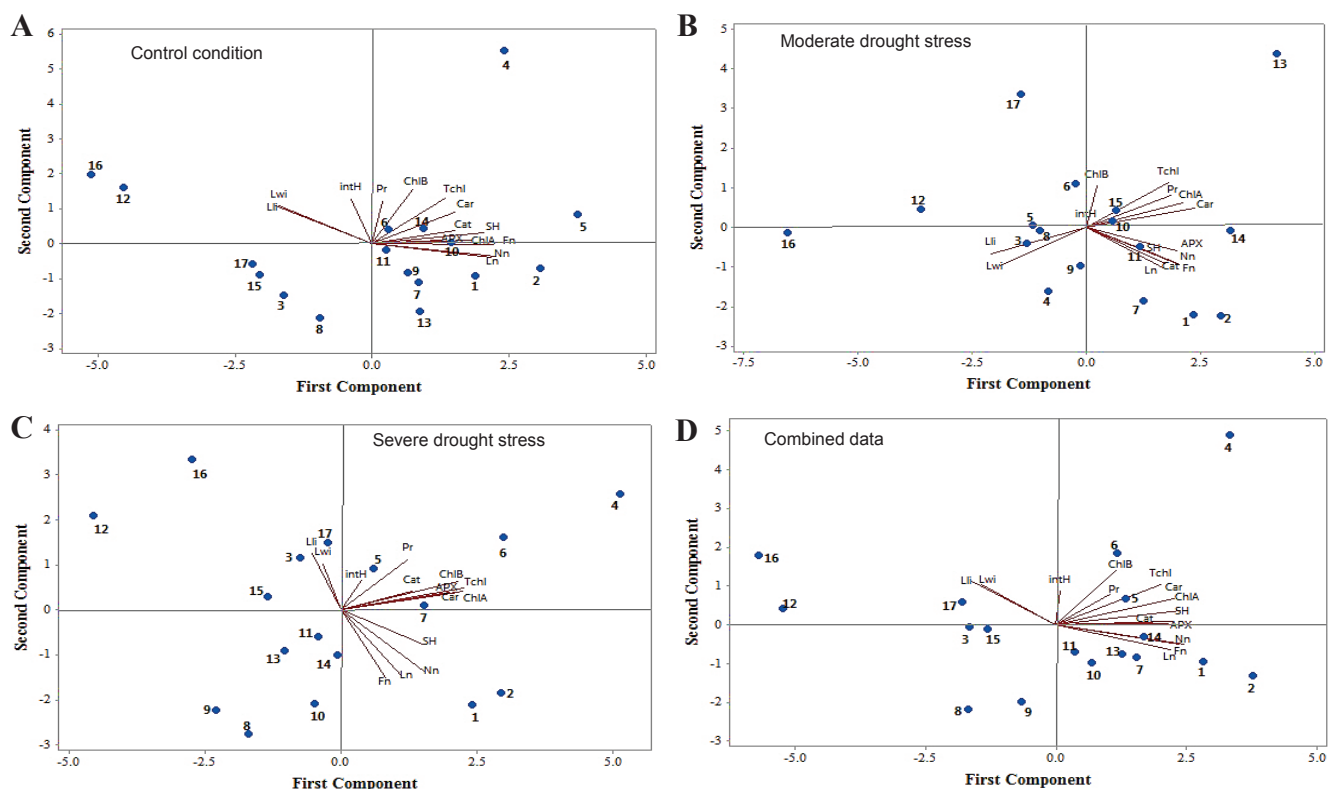 A
Control condition
6
5
4
3
2
1
0
-1
-2
-3
Second Component
4
16
12
Lwi
Lli
intH
Pr
ChlB
Tchl
Car
5
6
14
Cat
SH
APX
ChlA
Fn
10
Nn
Ln
11
17
15
9
7
1
2
3
8
13
-5.0
-2.5
0.0
2.5
5.0
First Component
B
Moderate drought stress
5
4
3
2
1
0
-1
-2
-3
Second Component
13
17
6
ChlB
Tchl
Pr
ChlA
Car
12
15
intH
10
5
16
14
8
3
Lli
Lwi
SH
APX
11
Nn
Ln
Cat
Fn
9
4
7
1
2
-7.5
-5.0
-2.5
0.0
2.5
5.0
First Component
C
Severe drought stress
4
3
2
1
0
-1
-2
-3
Second Component
16
4
12
17
6
Lli
Lwi
Pr
3
5
intH
Cat
ChlB
APX
Tchl
Car
ChlA
15
7
11
SH
13
14
Nn
Ln
Fn
2
9
10
1
8
-5.0
-2.5
0.0
2.5
5.0
First Component
D
Combined data
5
4
3
2
1
0
-1
-2
-3
Second Component
4
16
6
ChlB
Tchl
Lli
Lwi
intH
Pr
Car
5
ChlA
12
17
SH
Cat
APX
3
15
14
Nn
Fn
Ln
11
13
10
7
1
2
8
9
-5.0
-2.5
0.0
2.5
5.0
First Component